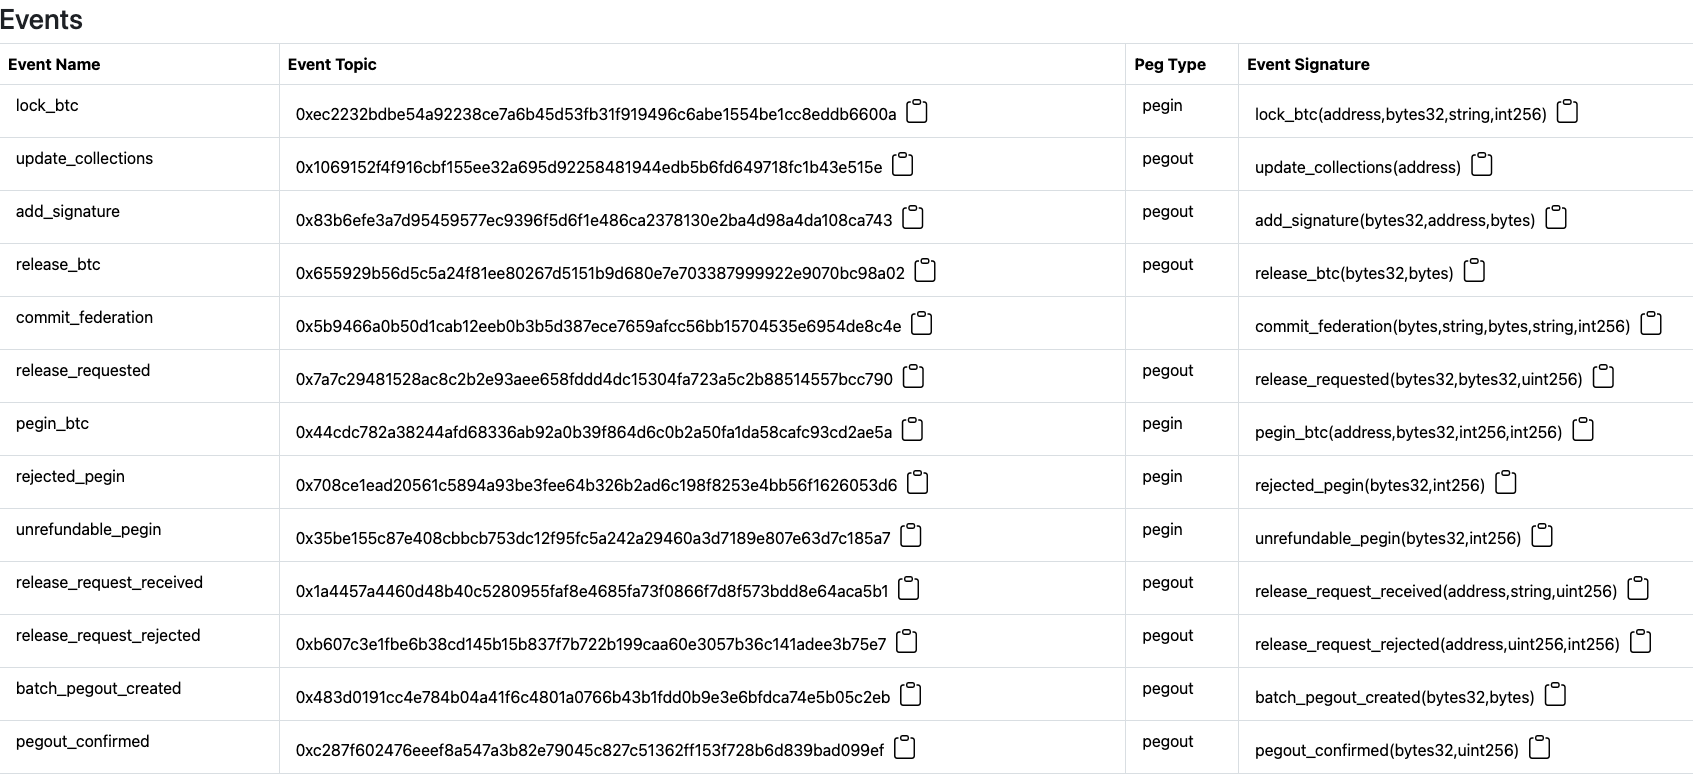 Events
Event Name Event Topic Peg Type Event Signature
lock_btc 0xec2232bdbe54a92238ce7a6b45d53fb31f919496c6abe1554be1cc8eddb6600a pegin lock_btc(address,bytes32,string,int256)
update_collections 0x1069152f4f916cbf155ee32a695d92258481944edb5b6fd649718fc1b43e515e pegout update_collections(address)
add_signature 0x83b6efe3a7d95459577ec9396f5d6f1e486ca2378130e2ba4d98a4da108ca743 pegout add_signature(bytes32,address,bytes)
release_btc 0x655929b56d5c5a24f81ee80267d5151b9d680e7e703387999922e9070bc98a02 pegout release_btc(bytes32,bytes)
commit_federation 0x5b9466a0b50d1cab12eeb0b3b5d387ece7659afcc56bb15704535e6954de8c4e commit_federation(bytes,string,bytes,string,int256)
release_requested 0x7a7c29481528ac8c2b2e93aee658fddd4dc15304fa723a5c2b88514557bcc790 pegout release_requested(bytes32,bytes32,uint256)
pegin_btc 0x44cdc782a38244afd68336ab92a0b39f864d6c0b2a50fa1da58cafc93cd2ae5a pegin pegin_btc(address,bytes32,int256,int256)
rejected_pegin 0x708ce1ead20561c5894a93be3fee64b326b2ad6c198f8253e4bb56f1626053d6 pegin rejected_pegin(bytes32,int256)
unrefundable_pegin 0x35be155c87e408cbbcb753dc12f95fc5a242a29460a3d7189e807e63d7c185a7 pegin unrefundable_pegin(bytes32,int256)
release_request_received 0x1a4457a4460d48b40c5280955faf8e4685fa73f0866f7d8f573bdd8e64aca5b1 pegout release_request_received(address,string,uint256)
release_request_rejected 0xb607c3e1fbe6b38cd145b15b837f7b722b199caa60e3057b36c141adee3b75e7 pegout release_request_rejected(address,uint256,int256)
batch_pegout_created 0x483d0191cc4e784b04a41f6c4801a0766b43b1fdd0b9e3e6bfdca74e5b05c2eb pegout batch_pegout_created(bytes32,bytes)
pegout_confirmed 0xc287f602476eeef8a547a3b82e79045c827c51362ff153f728b6d839bad099ef pegout pegout_confirmed(bytes32,uint256)